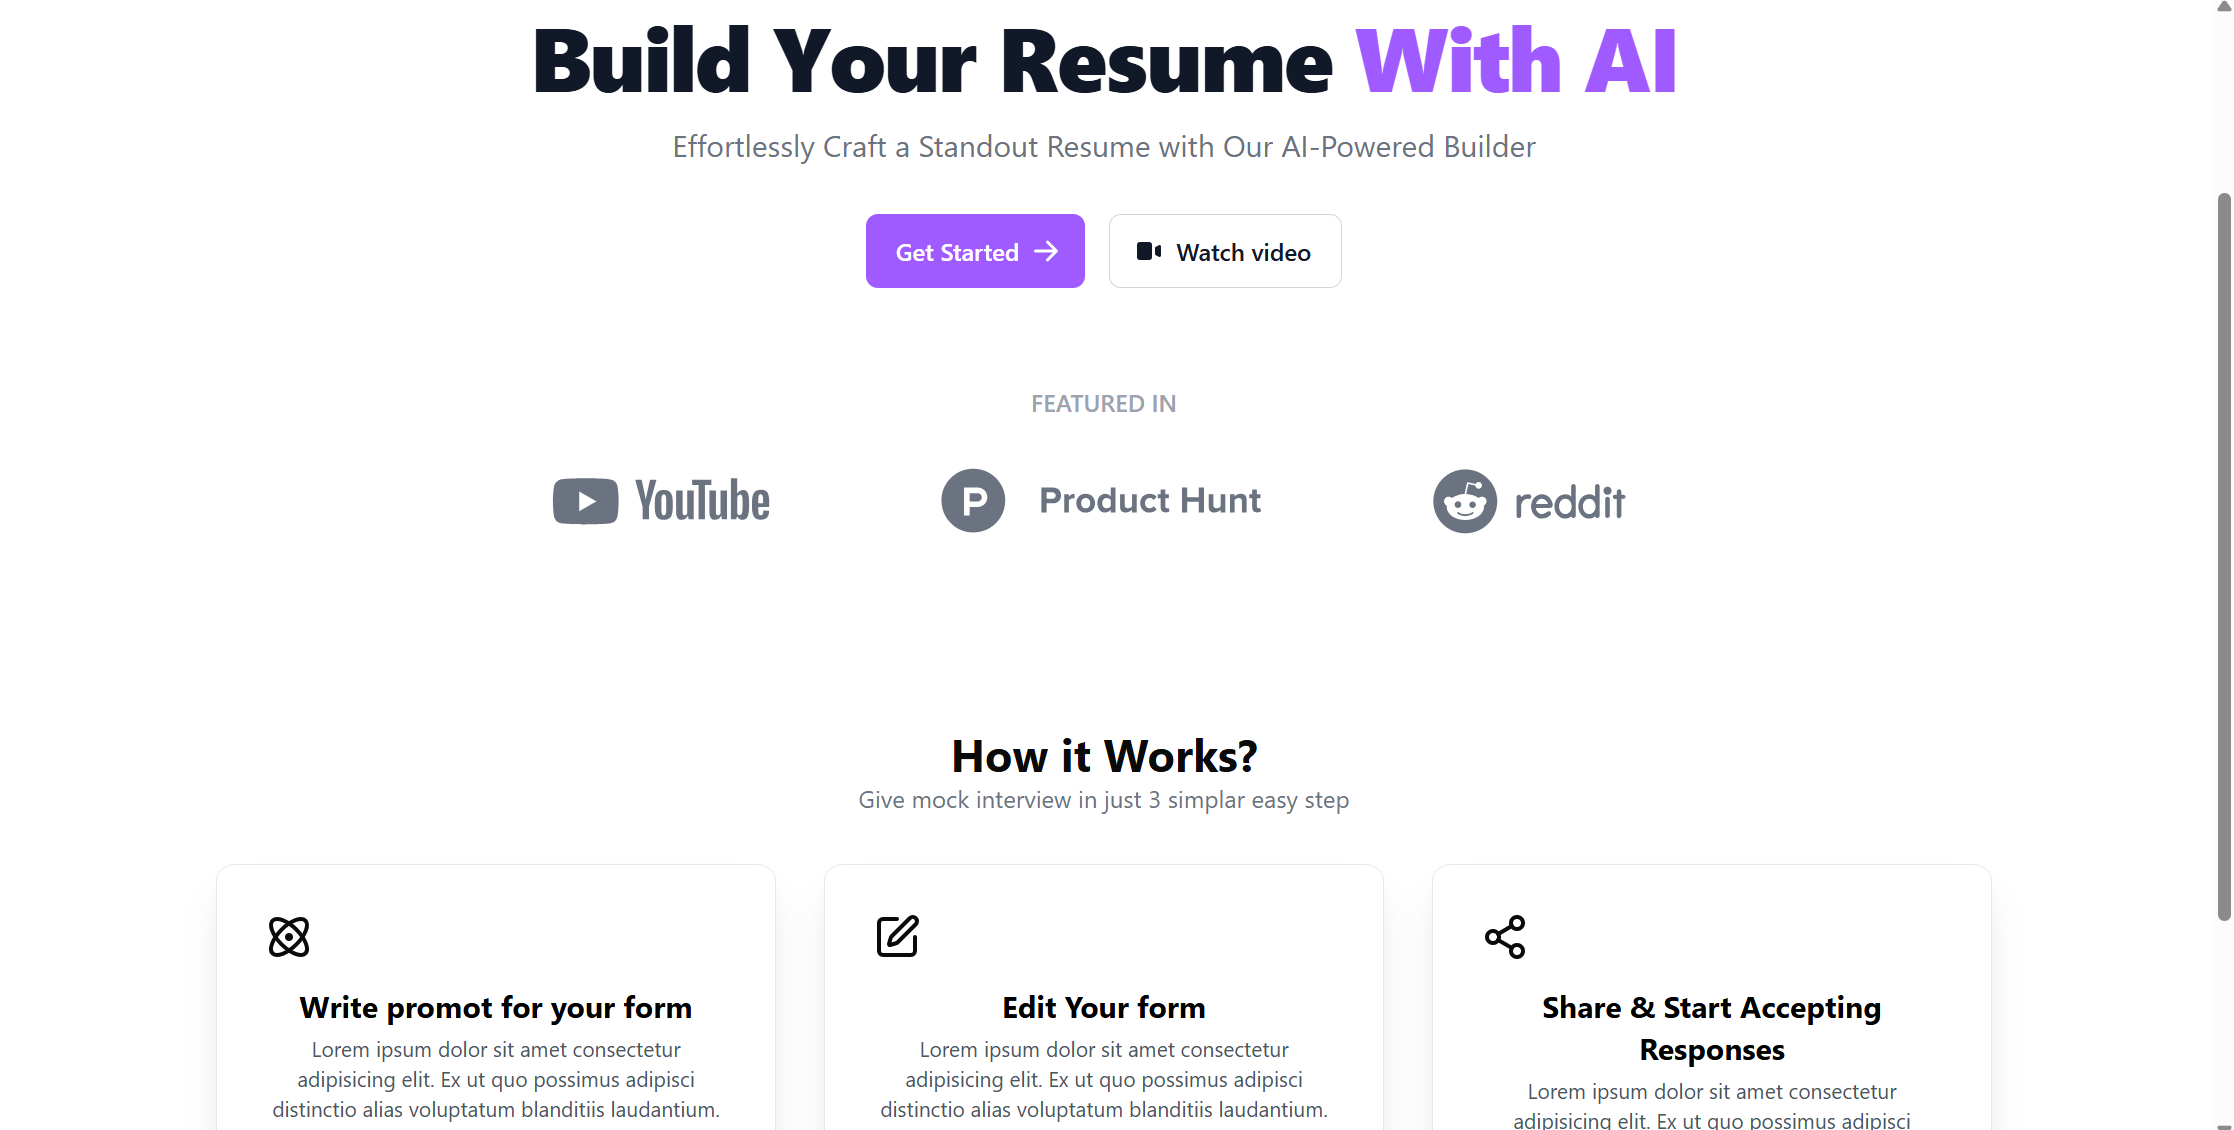 Build Your Resume With AI
Effortlessly Craft a Standout Resume with Our AI-Powered Builder
Get Started
Watch video
FEATURED IN
YouTube
P Product Hunt
reddit
How it Works?
Give mock interview in just 3 simplar easy step
Write promot for your form
Lorem ipsum dolor sit amet consectetur
adipisicing elit. Ex ut quo possimus adipisci
distinctio alias voluptatum blanditiis laudantium.
Edit Your form
Lorem ipsum dolor sit amet consectetur
adipisicing elit. Ex ut quo possimus adipisci
distinctio alias voluptatum blanditiis laudantium.
Share & Start Accepting
Responses
Lorem ipsum dolor sit amet consectetur
adipisicing elit. Ex ut quo possimus adipisci